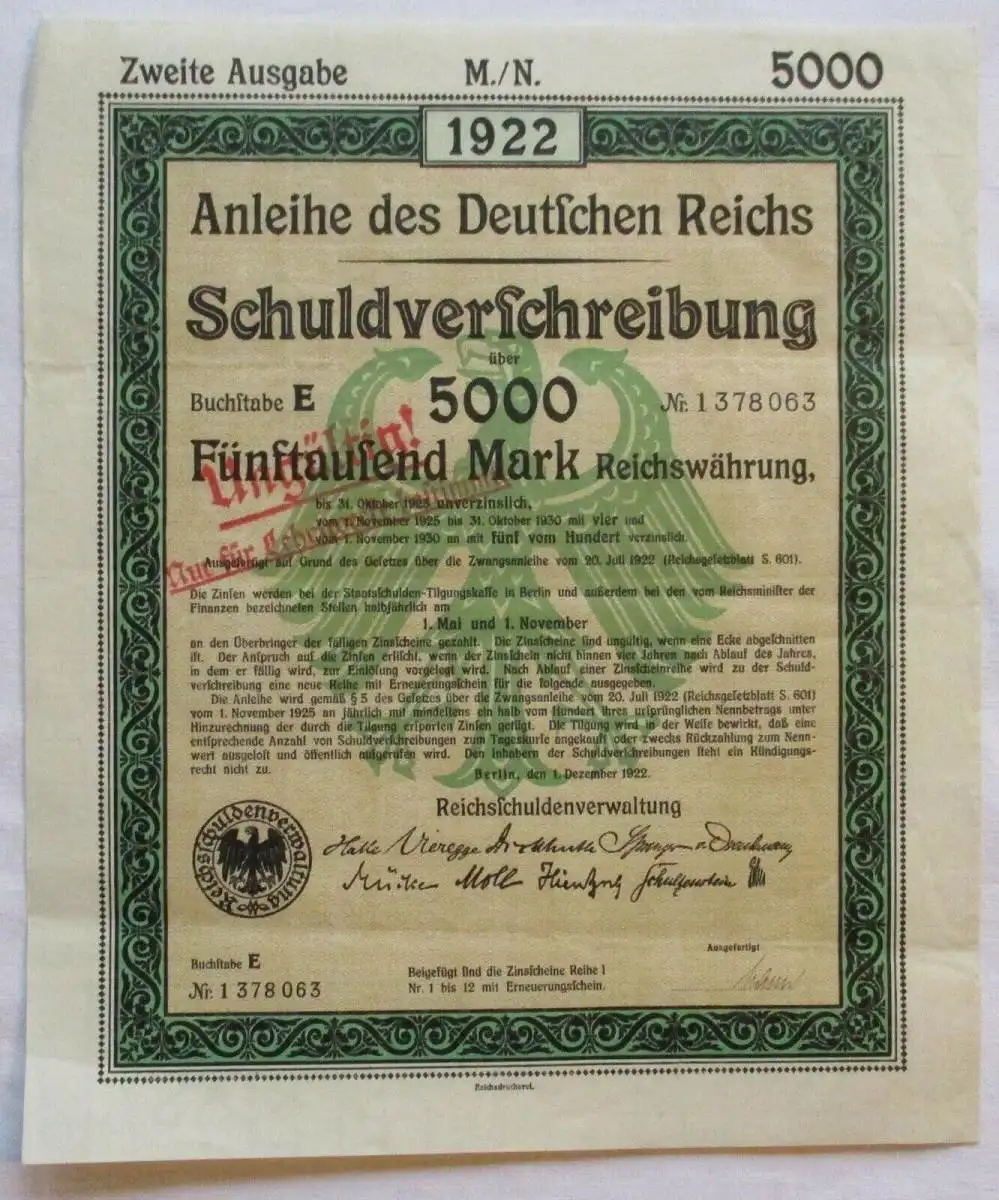 Zweite Ausgabe M./N. 5000
1922
Anleihe des Deutſchen Reichs
Schuldverſchreibung
über
Buchſtabe E 5000 Nr. 1378063
Fünftauſend Mark Reichswährung,
Ungültig!
Nur für
bis 31. Oktober 1925 unverzinslich,
vom 1. November 1925 bis 31. Oktober 1930 mit vier und
vom 1. November 1930 an mit fünf vom Hundert verzinslich.
Ausgefertigt auf Grund des Geſetzes über die Zwangsanleihe vom 20. Juli 1922 (Reichsgeſetzblatt S. 601).
Die Zinſen werden bei der Staatsſchulden-Tilgungskaſſe in Berlin und außerdem bei den vom Reichsminiſter der
Finanzen bezeichneten Stellen halbjährlich am
1. Mai und 1. November
an den Überbringer der fälligen Zinsſcheine gezahlt. Die Zinsſcheine ſind ungültig, wenn eine Ecke abgeſchnitten
iſt. Der Anſpruch auf die Zinſen erliſcht, wenn der Zinsſchein nicht binnen vier Jahren nach Ablauf des Jahres,
in dem er fällig wird, zur Einlöſung vorgelegt wird. Nach Ablauf einer Zinsſcheinreihe wird zu der Schuld-
verſchreibung eine neue Reihe mit Erneuerungsſchein für die folgende ausgegeben.
Die Anleihe wird gemäß § 5 des Geſetzes über die Zwangsanleihe vom 20. Juli 1922 (Reichsgeſetzblatt S. 601)
vom 1. November 1925 an jährlich mit mindeſtens ein halb vom Hundert ihres urſprünglichen Nennbetrags unter
Hinzurechnung der durch die Tilgung erſparten Zinſen getilgt. Die Tilgung wird in der Weiſe bewirkt, daß eine
entſprechende Anzahl von Schuldverſchreibungen zum Tageskurſe angekauft oder zwecks Rückzahlung zum Nenn-
wert ausgeloſt und öffentlich aufgerufen wird. Den Inhabern der Schuldverſchreibungen ſteht ein Kündigungs-
recht nicht zu.
Berlin, den 1. Dezember 1922.
Reichsſchuldenverwaltung
Reichsſchuldenverwaltung
Halle Vieregge
Mücke Moll
Buchſtabe E
Nr. 1378063
Beigefügt ſind die Zinsſcheine Reihe I
Nr. 1 bis 12 mit Erneuerungsſchein.
Ausgefertigt
Reichsdruckerei.